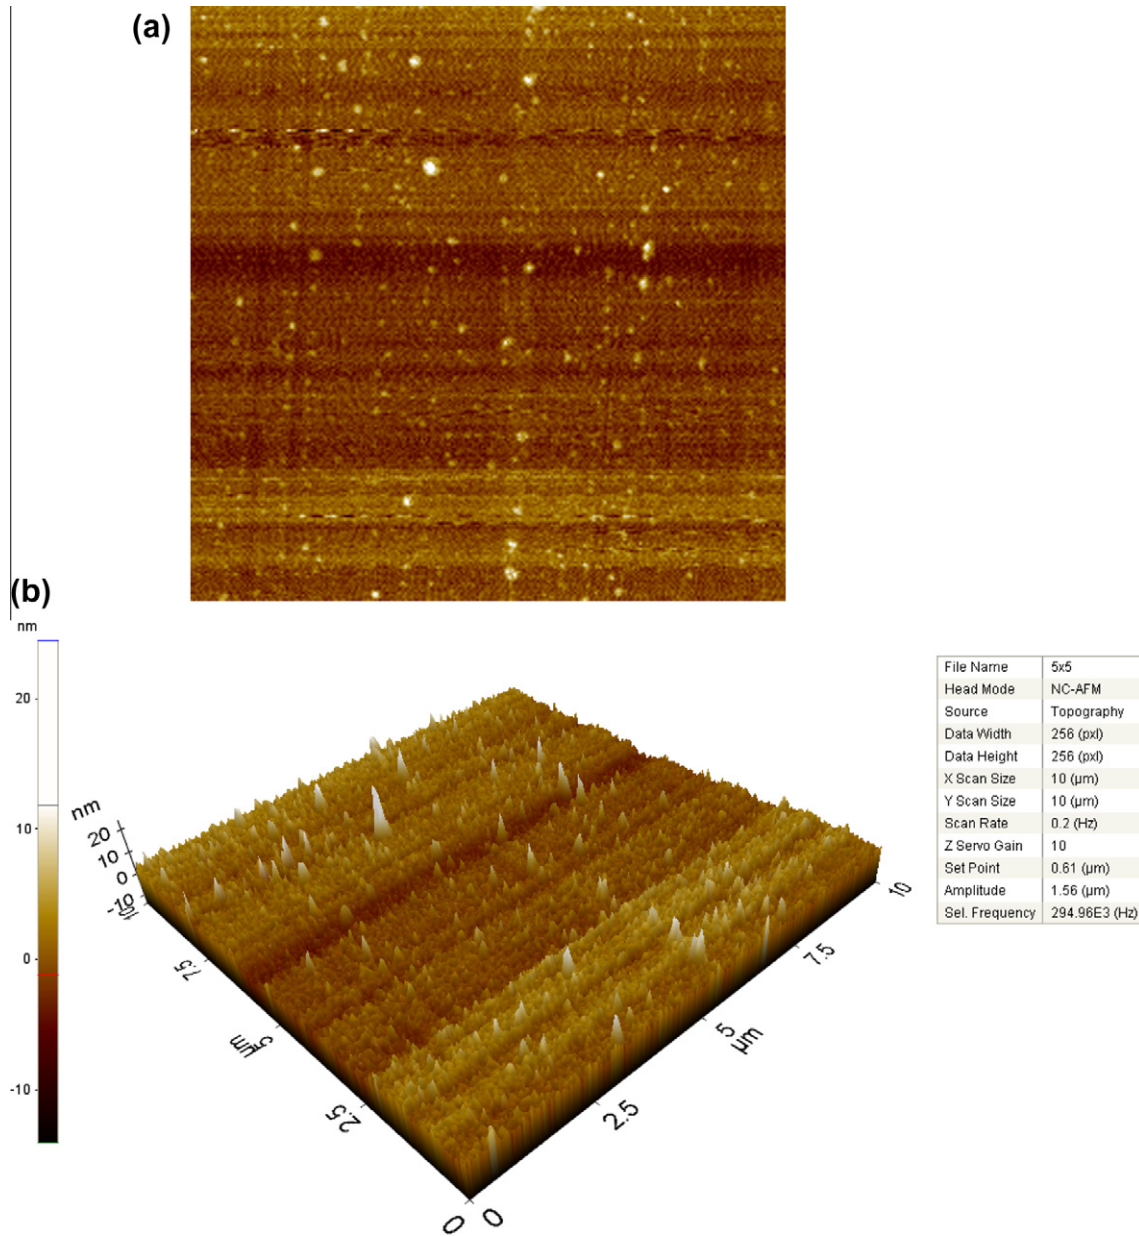 (a)
(b)
nm
20
10
0
-10
nm
20
10
0
-10
10
7.5
5
µm
2.5
0
0
2.5
5
µm
7.5
10
File Name 5x5
Head Mode NC-AFM
Source Topography
Data Width 256 (pxl)
Data Height 256 (pxl)
X Scan Size 10 (µm)
Y Scan Size 10 (µm)
Scan Rate 0.2 (Hz)
Z Servo Gain 10
Set Point 0.61 (µm)
Amplitude 1.56 (µm)
Sel. Frequency 294.96E3 (Hz)